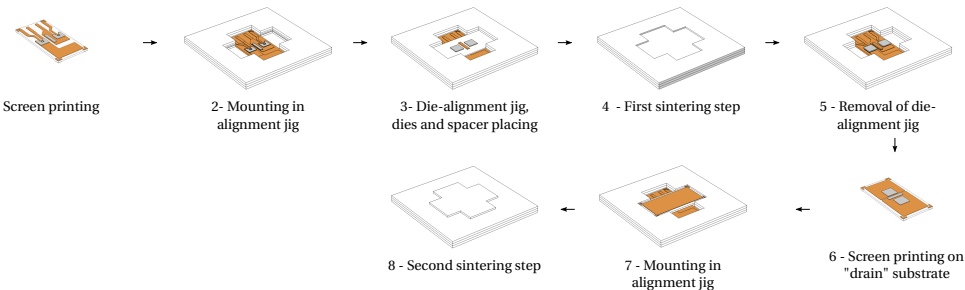 Screen printing
2- Mounting in
alignment jig
3- Die-alignment jig,
dies and spacer placing
4 - First sintering step
5 - Removal of die-
alignment jig
6 - Screen printing on
"drain" substrate
7 - Mounting in
alignment jig
8 - Second sintering step